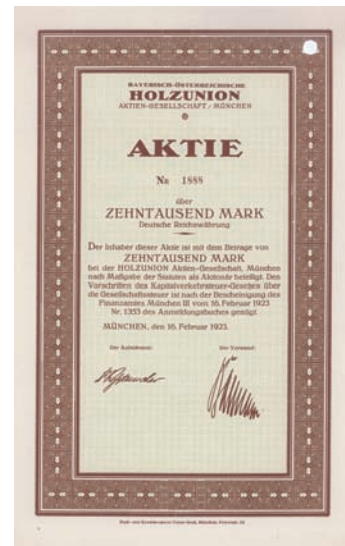 BAYERISCH-ÖSTERREICHISCHE
HOLZUNION
AKTIEN-GESELLSCHAFT / MÜNCHEN
AKTIE
No 1888
über
ZEHNTAUSEND MARK
Deutsche Reichswährung
Der Inhaber dieser Aktie ist mit dem Betrage von
ZEHNTAUSEND MARK
bei der HOLZUNION Aktien-Gesellschaft, München
nach Maßgabe der Statuten als Aktionär beteiligt. Den
Vorschriften des Kapitalverkehrsteuer-Gesetzes über
die Gesellschaftssteuer ist nach der Bescheinigung des
Finanzamtes München III vom 16. Februar 1923
Nr. 1353 des Anmeldungsbuches genügt.
MÜNCHEN, den 16. Februar 1923.
Der Aufsichtsrat: Der Vorstand: